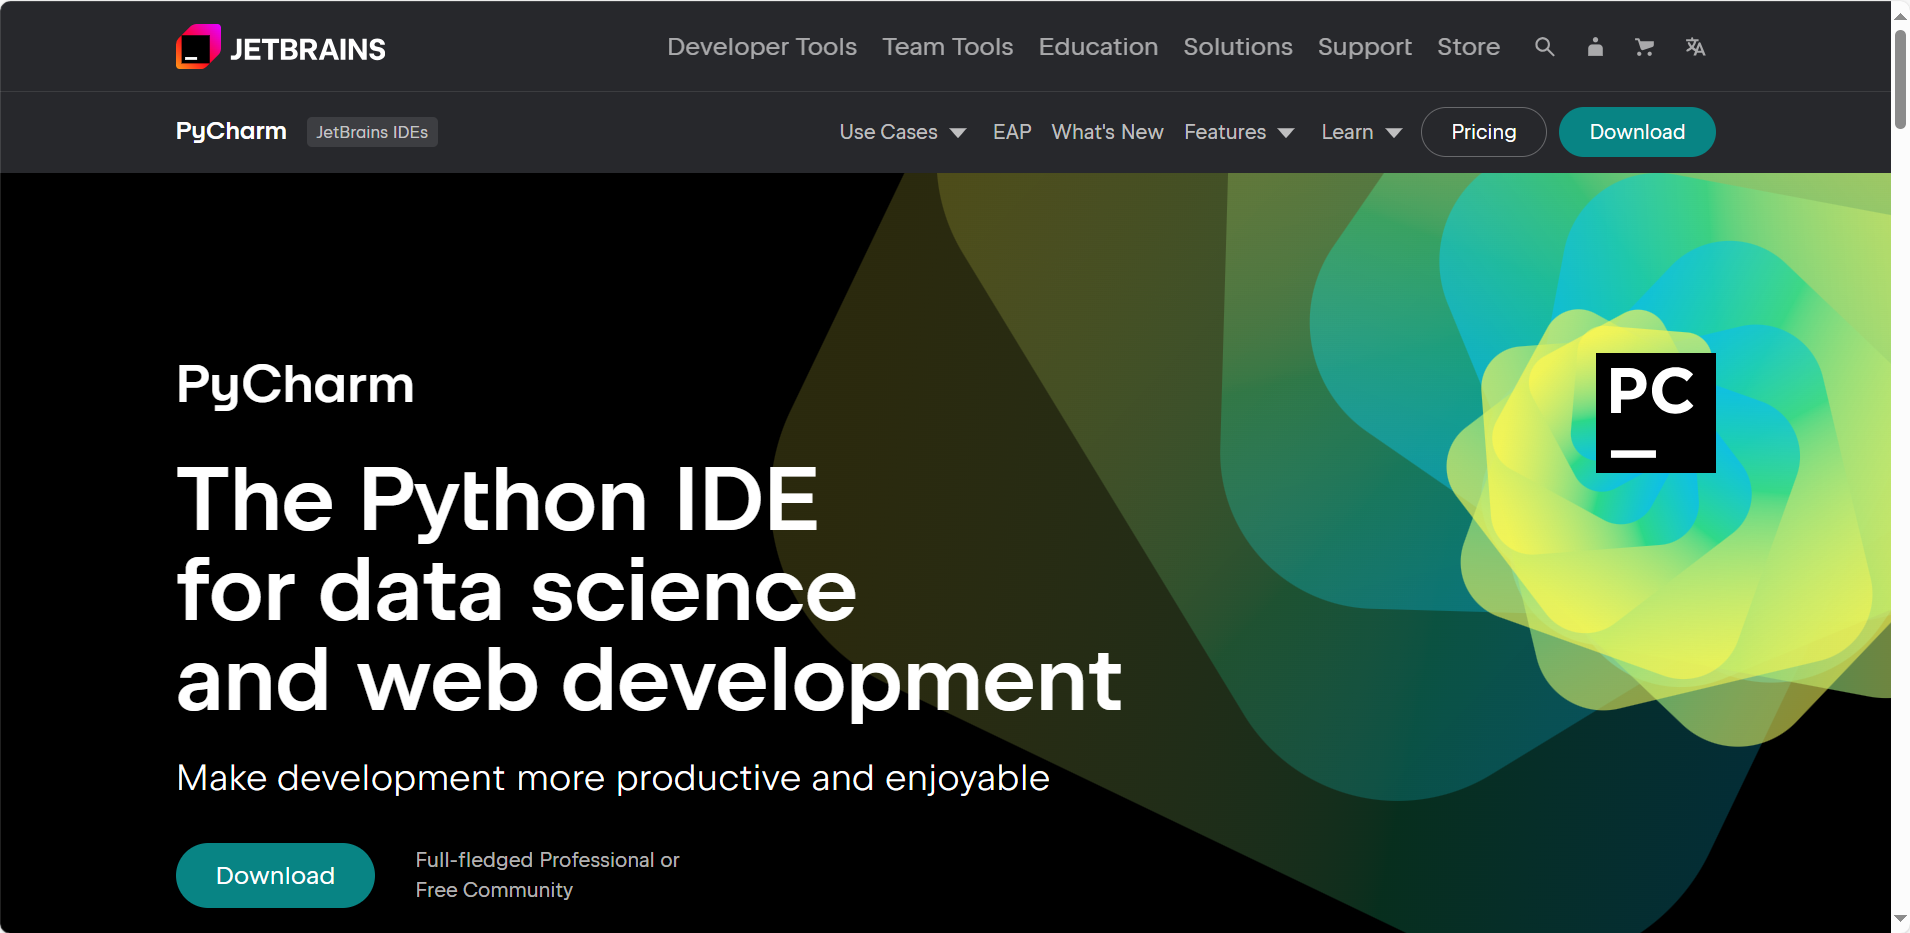 JETBRAINS
Developer Tools Team Tools Education Solutions Support Store
PyCharm JetBrains IDEs
Use Cases EAP What's New Features Learn Pricing Download
PyCharm
The Python IDE
for data science
and web development
Make development more productive and enjoyable
Download
Full-fledged Professional or
Free Community
PC